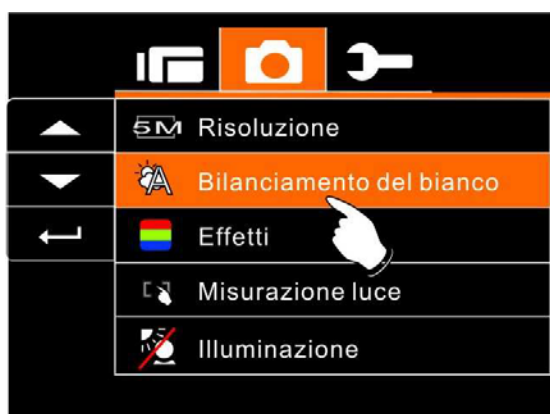 5M Risoluzione
A Bilanciamento del bianco
Effetti
Misurazione luce
Illuminazione